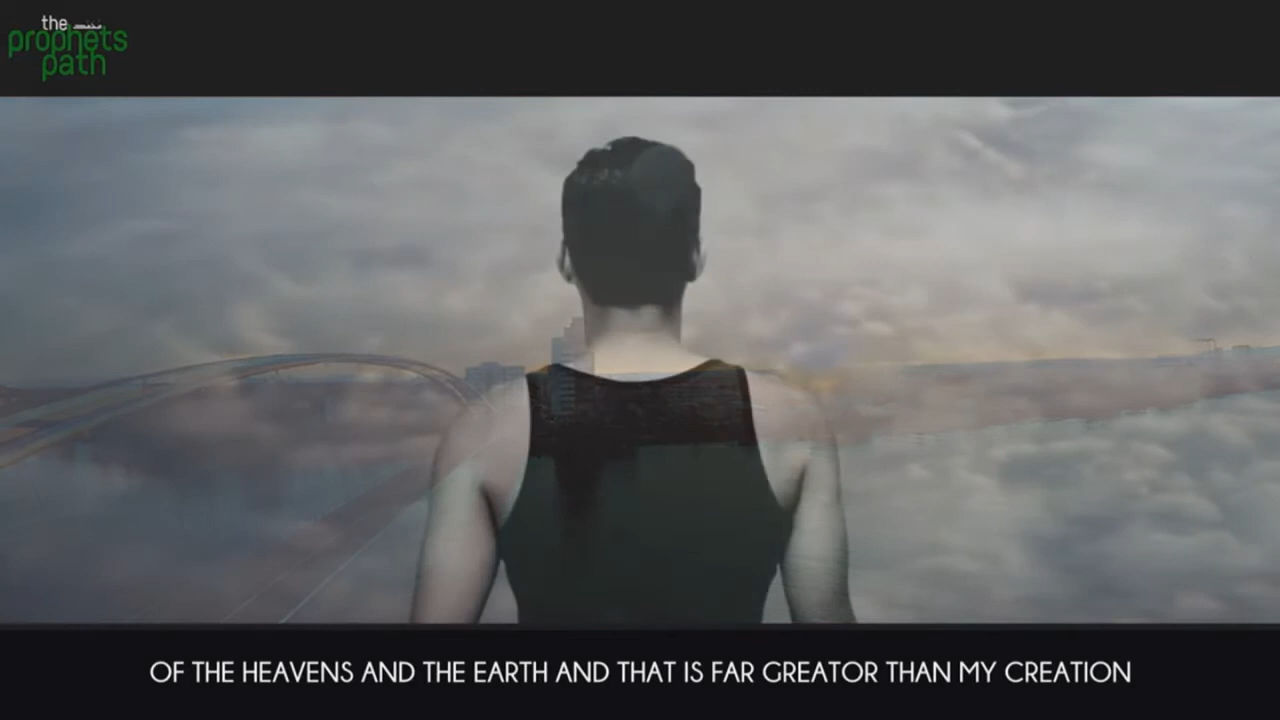 the
prophets
path
OF THE HEAVENS AND THE EARTH AND THAT IS FAR GREATOR THAN MY CREATION